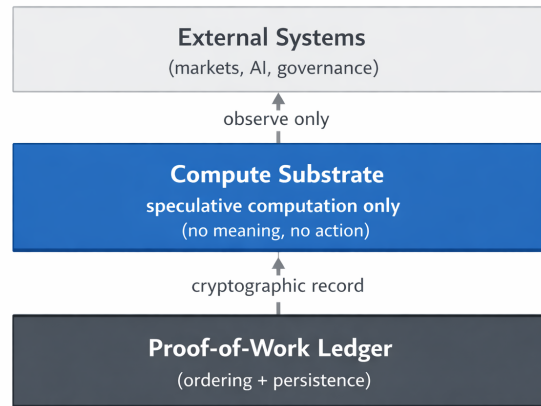 External Systems
(markets, AI, governance)
observe only
Compute Substrate
speculative computation only
(no meaning, no action)
cryptographic record
Proof-of-Work Ledger
(ordering + persistence)